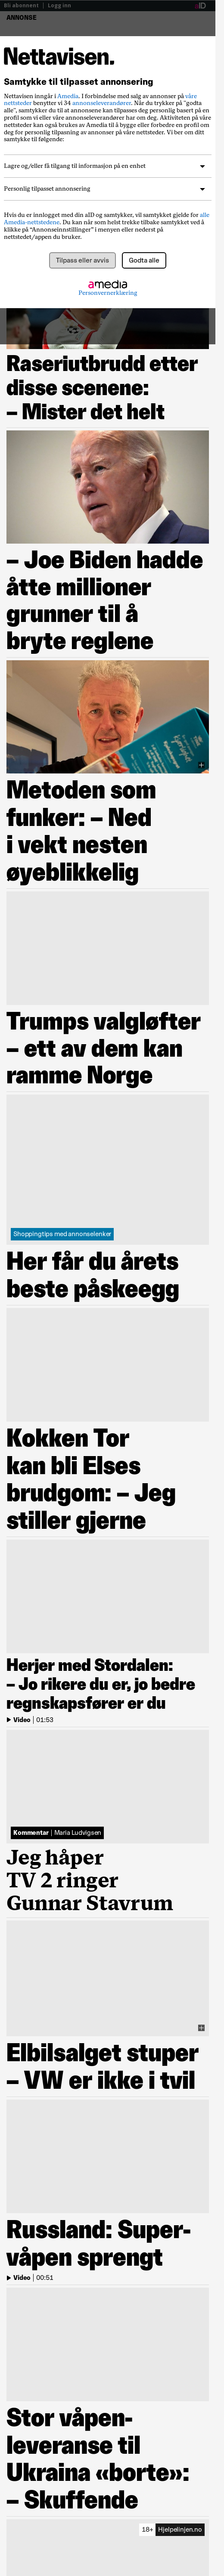 Bli abonnent | Logg inn
aID
ANNONSE
Nettavisen.
Samtykke til tilpasset annonsering
Nettavisen inngår i Amedia. I forbindelse med salg av annonser på våre
nettsteder benytter vi 34 annonseleverandører. Når du trykker på "godta
alle", samtykker du til at annonsene kan tilpasses deg personlig basert på en
profil som vi eller våre annonseleverandører har om deg. Aktiviteten på våre
nettsteder kan da også brukes av Amedia til å bygge eller forbedre en profil om
deg for personlig tilpasning av annonser på våre nettsteder. Vi ber om ditt
samtykke til følgende:
Lagre og/eller få tilgang til informasjon på en enhet
Personlig tilpasset annonsering
Hvis du er innlogget med din aID og samtykker, vil samtykket gjelde for alle
Amedia-nettstedene. Du kan når som helst trekke tilbake samtykket ved å
klikke på “Annonseinnstillinger” i menyen eller nederst på
nettstedet/appen du bruker.
Tilpass eller avvis
Godta alle
amedia
Personvernerklæring
Raseriutbrudd etter
disse scenene:
– Mister det helt
– Joe Biden hadde
åtte millioner
grunner til å
bryte reglene
Metoden som
funker: – Ned
i vekt nesten
øyeblikkelig
Trumps valgløfter
– ett av dem kan
ramme Norge
Shoppingtips med annonselenker
Her får du årets
beste påskeegg
Kokken Tor
kan bli Elses
brudgom: – Jeg
stiller gjerne
Herjer med Stordalen:
– Jo rikere du er, jo bedre
regnskapsfører er du
Video | 01:53
Kommentar | Maria Ludvigsen
Jeg håper
TV 2 ringer
Gunnar Stavrum
Elbilsalget stuper
– VW er ikke i tvil
Russland: Super-
våpen sprengt
Video | 00:51
Stor våpen-
leveranse til
Ukraina «borte»:
– Skuffende
18+ Hjelpelinjen.no